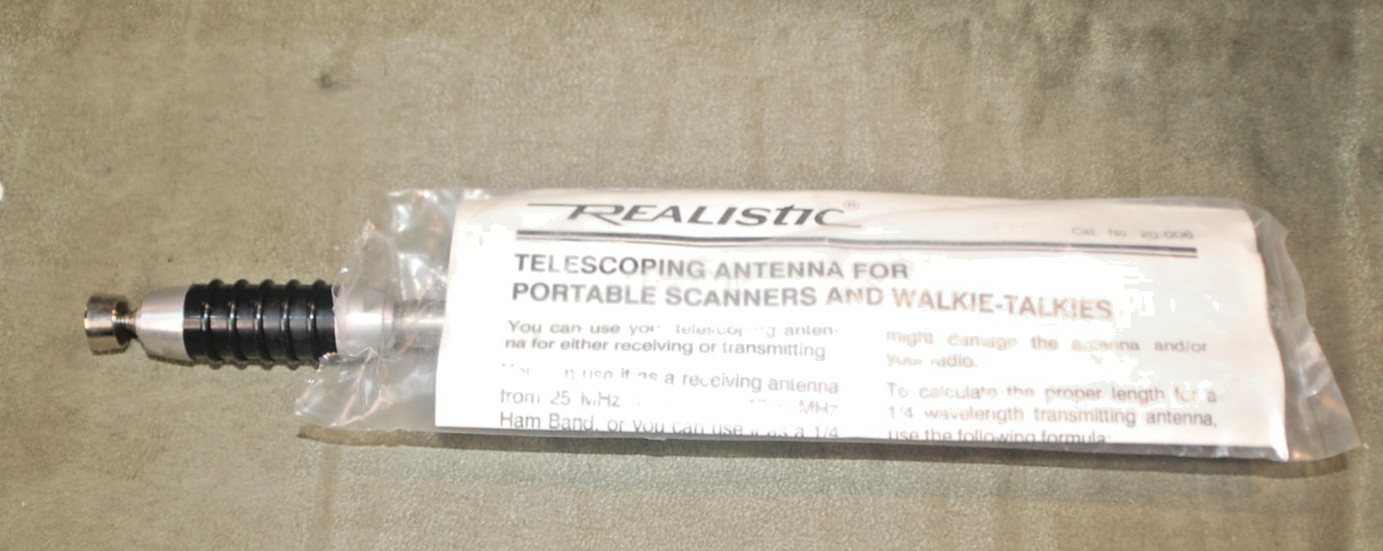 REALISTIC®
Cat. No. 20-006
TELESCOPING ANTENNA FOR
PORTABLE SCANNERS AND WALKIE-TALKIES
You can use your telescoping anten-
na for either receiving or transmitting
use it as a receiving antenna
from 25 MHz MHz
Ham Band, or you can use it as a 1/4
might damage the antenna and/or
your radio.
To calculate the proper length for a
1/4 wavelength transmitting antenna,
use the following formula: